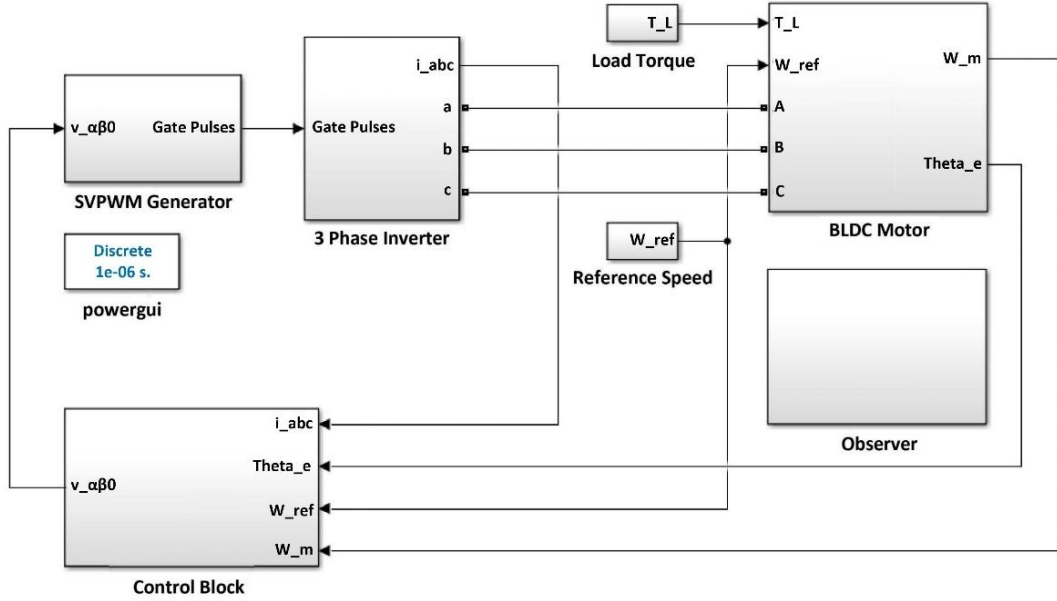 v_αβ0
Gate Pulses
SVPWM Generator
Discrete
1e-06 s.
powergui
Gate Pulses
i_abc
a
b
c
3 Phase Inverter
T_L
Load Torque
W_ref
Reference Speed
T_L
W_ref
A
B
C
W_m
Theta_e
BLDC Motor
Observer
v_αβ0
i_abc
Theta_e
W_ref
W_m
Control Block